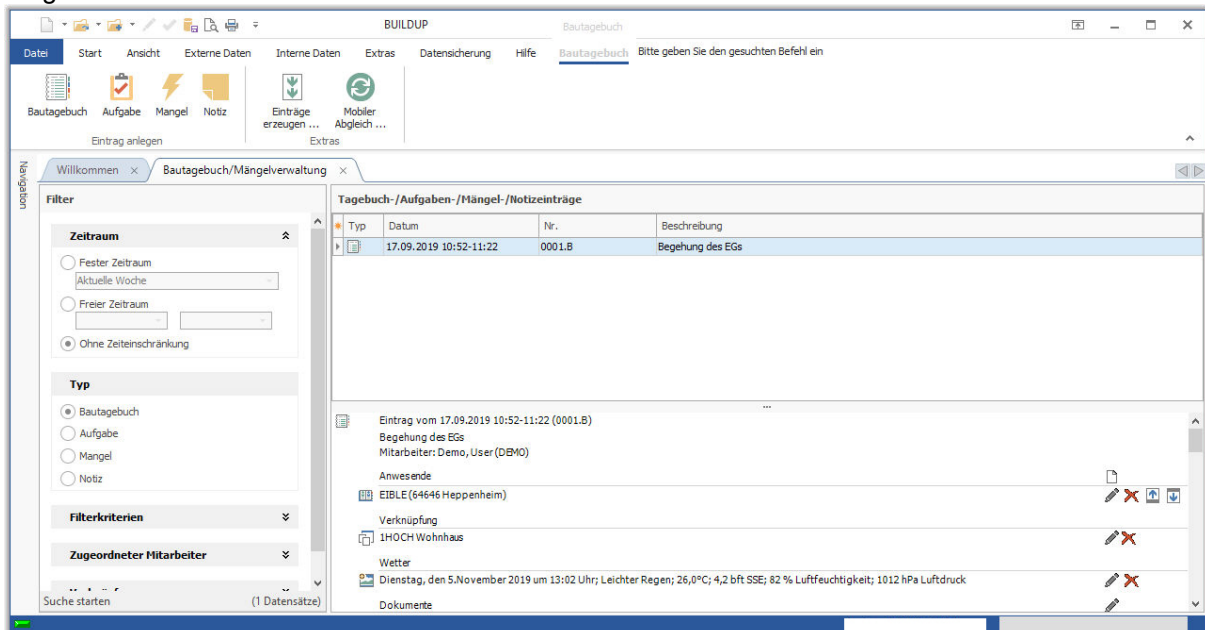 BUILDUP
Bautagebuch
Datei Start Ansicht Externe Daten Interne Daten Extras Datensicherung Hilfe Bautagebuch Bitte geben Sie den gesuchten Befehl ein
Bautagebuch Aufgabe Mangel Notiz Einträge Mobiler
erzeugen ... Abgleich ...
Eintrag anlegen Extras
Navigation
Willkommen Bautagebuch/Mängelverwaltung
Filter
Zeitraum
Fester Zeitraum
Aktuelle Woche
Freier Zeitraum
Ohne Zeiteinschränkung
Typ
Bautagebuch
Aufgabe
Mangel
Notiz
Filterkriterien
Zugeordneter Mitarbeiter
Suche starten (1 Datensätze)
Tagebuch-/Aufgaben-/Mängel-/Notizeinträge
Typ Datum Nr. Beschreibung
17.09.2019 10:52-11:22 0001.B Begehung des EGs
...
Eintrag vom 17.09.2019 10:52-11:22 (0001.B)
Begehung des EGs
Mitarbeiter: Demo, User (DEMO)
Anwesende
EIBLE (64646 Heppenheim)
Verknüpfung
1HOCH Wohnhaus
Wetter
Dienstag, den 5.November 2019 um 13:02 Uhr; Leichter Regen; 26,0°C; 4,2 bft SSE; 82 % Luftfeuchtigkeit; 1012 hPa Luftdruck
Dokumente